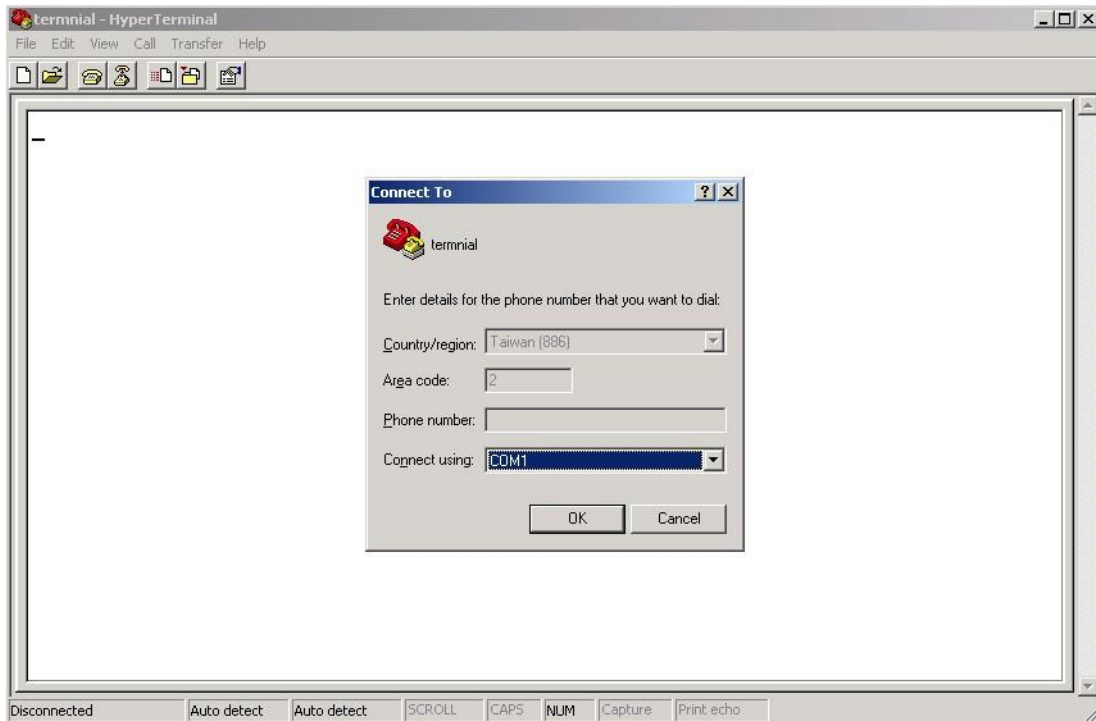 termnial - HyperTerminal
File Edit View Call Transfer Help
Connect To
termnial
Enter details for the phone number that you want to dial:
Country/region: Taiwan (886)
Area code: 2
Phone number:
Connect using: COM1
OK Cancel
Disconnected Auto detect Auto detect SCROLL CAPS NUM Capture Print echo